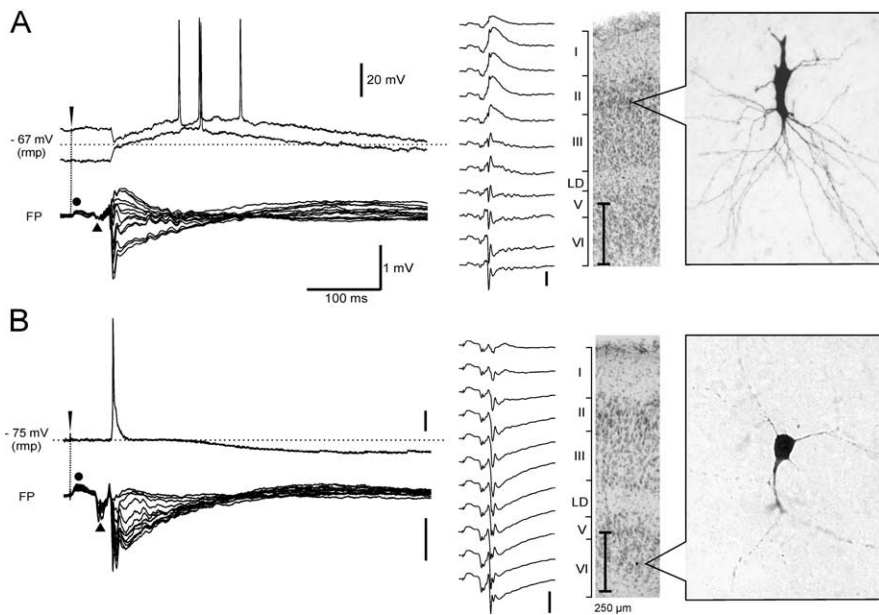 A
20 mV
- 67 mV
(rmp)
FP
1 mV
100 ms
I
II
III
LD
V
VI
B
- 75 mV
(rmp)
FP
I
II
III
LD
V
VI
250 µm